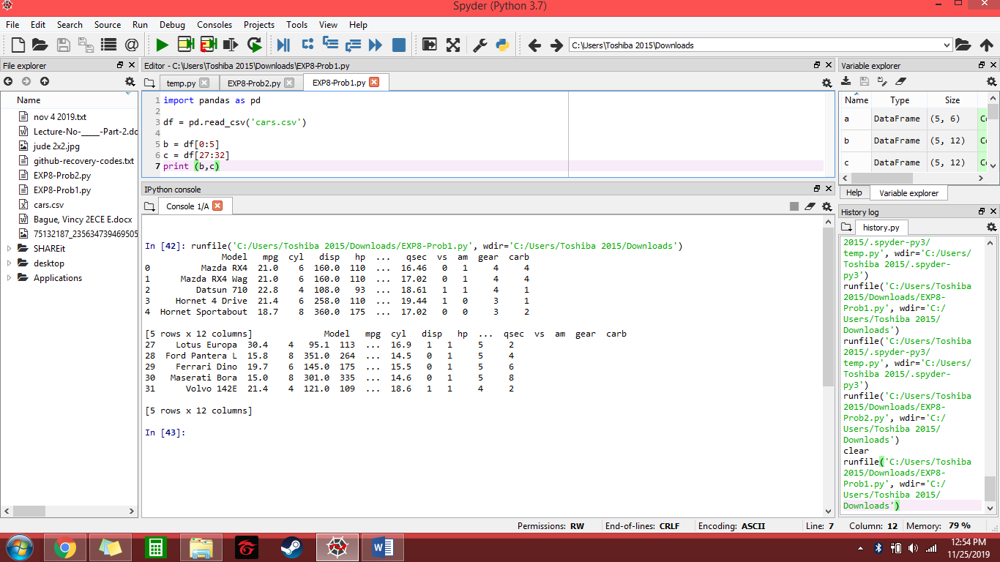 Spyder (Python 3.7)
File Edit Search Source Run Debug Consoles Projects Tools View Help
C:\Users\Toshiba 2015\Downloads
File explorer
Name
nov 4 2019.txt
Lecture-No-____-Part-2.dc
jude 2x2.jpg
github-recovery-codes.txt
EXP8-Prob2.py
EXP8-Prob1.py
cars.csv
Bague, Vincy 2ECE E.docx
75132187_235634739469505
SHAREit
desktop
Applications
Editor - C:\Users\Toshiba 2015\Downloads\EXP8-Prob1.py
temp.py EXP8-Prob2.py EXP8-Prob1.py
1 import pandas as pd
2
3 df = pd.read_csv('cars.csv')
4
5 b = df[0:5]
6 c = df[27:32]
7 print (b,c)
IPython console
Console 1/A
In [42]: runfile('C:/Users/Toshiba 2015/Downloads/EXP8-Prob1.py', wdir='C:/Users/Toshiba 2015/Downloads')
Model mpg cyl disp hp ... qsec vs am gear carb
0 Mazda RX4 21.0 6 160.0 110 ... 16.46 0 1 4 4
1 Mazda RX4 Wag 21.0 6 160.0 110 ... 17.02 0 1 4 4
2 Datsun 710 22.8 4 108.0 93 ... 18.61 1 1 4 1
3 Hornet 4 Drive 21.4 6 258.0 110 ... 19.44 1 0 3 1
4 Hornet Sportabout 18.7 8 360.0 175 ... 17.02 0 0 3 2
[5 rows x 12 columns] Model mpg cyl disp hp ... qsec vs am gear carb
27 Lotus Europa 30.4 4 95.1 113 ... 16.9 1 1 5 2
28 Ford Pantera L 15.8 8 351.0 264 ... 14.5 0 1 5 4
29 Ferrari Dino 19.7 6 145.0 175 ... 15.5 0 1 5 6
30 Maserati Bora 15.0 8 301.0 335 ... 14.6 0 1 5 8
31 Volvo 142E 21.4 4 121.0 109 ... 18.6 1 1 4 2
[5 rows x 12 columns]
In [43]:
Variable explorer
Name Type Size
a DataFrame (5, 6) Co
b DataFrame (5, 12) Co
c DataFrame (5, 12) Co
Help Variable explorer
History log
history.py
2015/.spyder-py3/
temp.py', wdir='C:/Users/
Toshiba 2015/.spyder-
py3')
runfile('C:/Users/Toshiba
2015/Downloads/EXP8-
Prob1.py', wdir='C:/
Users/Toshiba 2015/
Downloads')
runfile('C:/Users/Toshiba
2015/.spyder-py3/
temp.py', wdir='C:/Users/
Toshiba 2015/.spyder-
py3')
runfile('C:/Users/Toshiba
2015/Downloads/EXP8-
Prob2.py', wdir='C:/
Users/Toshiba 2015/
Downloads')
clear
runfile('C:/Users/Toshiba
2015/Downloads/EXP8-
Prob1.py', wdir='C:/
Users/Toshiba 2015/
Downloads')
Permissions: RW End-of-lines: CRLF Encoding: ASCII Line: 7 Column: 12 Memory: 79 %
12:54 PM
11/25/2019